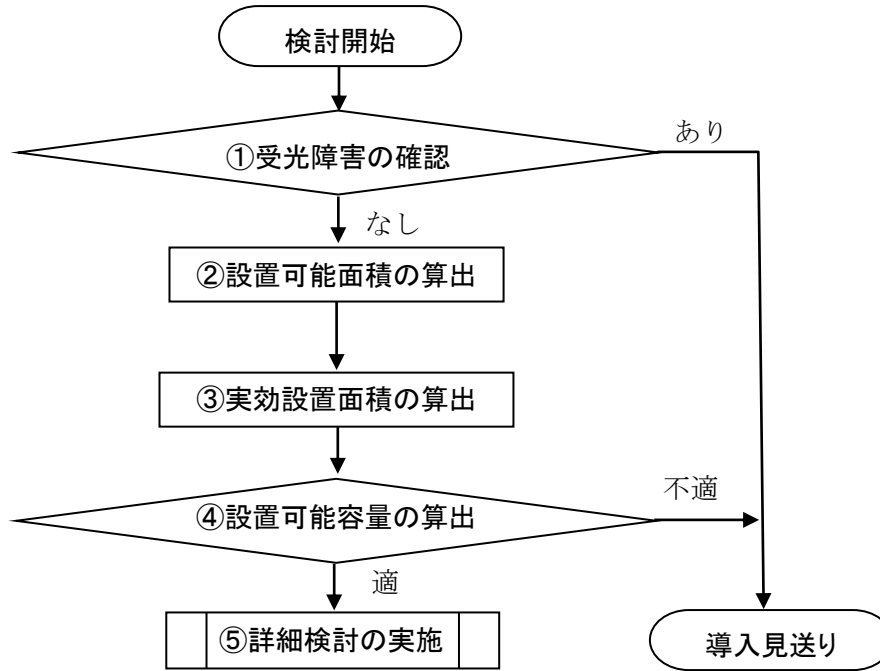 検討開始
①受光障害の確認
あり
なし
②設置可能面積の算出
③実効設置面積の算出
④設置可能容量の算出
不適
適
⑤詳細検討の実施
導入見送り